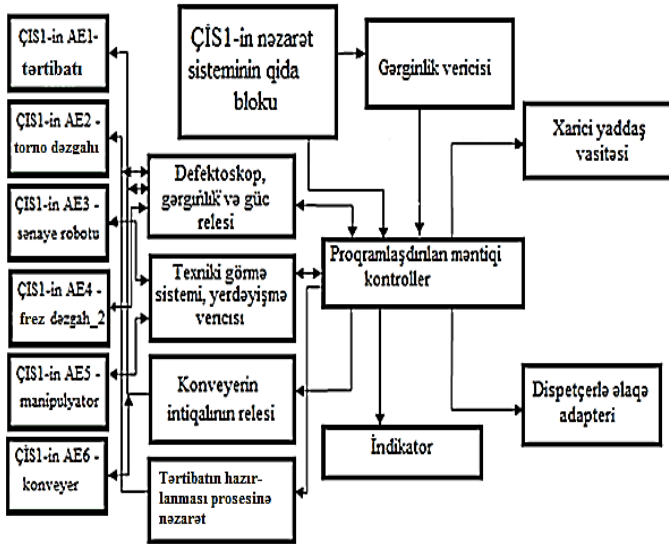 ÇİS1-in AE1-
tərtibatı
ÇİS1-in AE2 -
torno dəzgahı
ÇİS1-in AE3 -
sənaye robotu
ÇİS1-in AE4 -
frez dəzgah_2
ÇİS1-in AE5 -
manipulyator
ÇİS1-in AE6 -
konveyer
ÇİS1-in nəzarət
sisteminin qida
bloku
Gərginlik vericisi
Defektoskop,
gərginlik və güc
relesi
Texniki görmə
sistemi, yerdəyişmə
vericisi
Konveyerin
intiqalının relesi
Tərtibatın hazır-
lanması prosesinə
nəzarət
Proqramlaşdırılan məntiqi
kontroller
İndikator
Xarici yaddaş
vasitəsi
Dispetçerlə əlaqə
adapteri